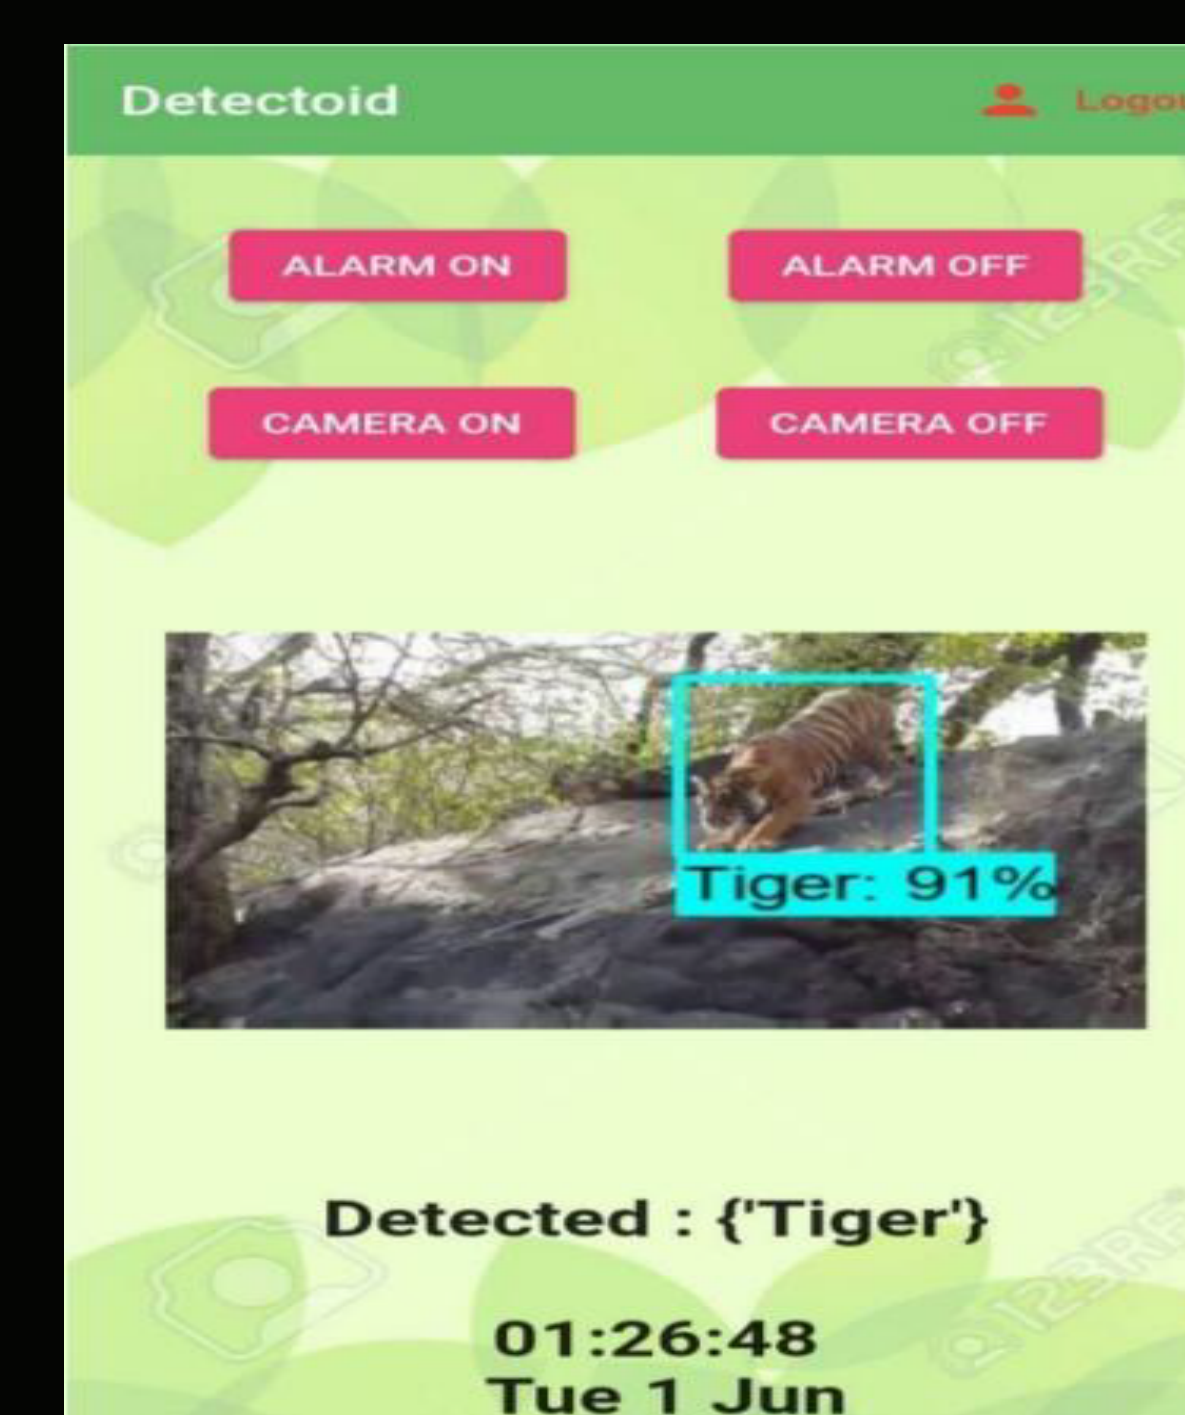 Detectoid
ALARM ON ALARM OFF
CAMERA ON CAMERA OFF
Tiger: 91%
Detected : {'Tiger'}
01:26:48
Tue 1 Jun